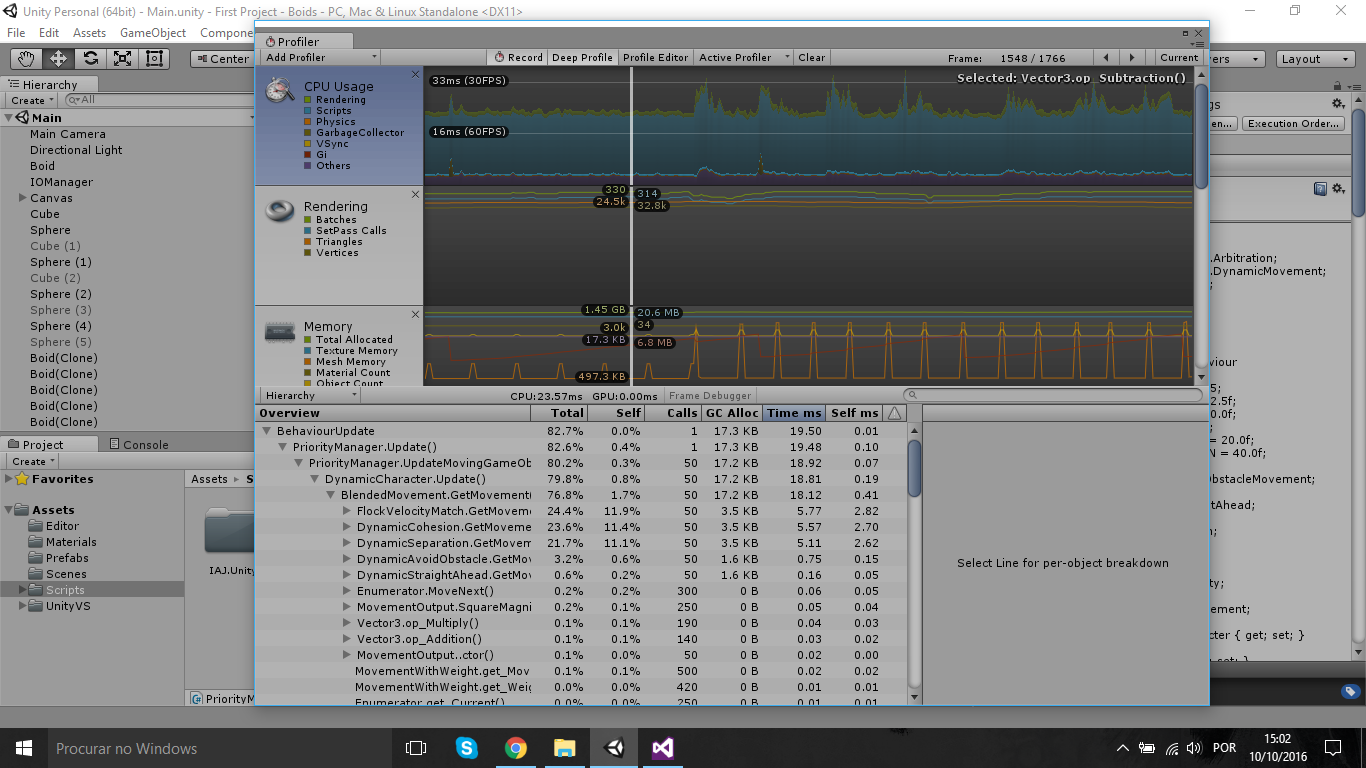 Unity Personal (64bit) - Main.unity - First Project - Boids - PC, Mac & Linux Standalone <DX11>
File Edit Assets GameObject Compone
Center
Layout
Profiler
Add Profiler Record Deep Profile Profile Editor Active Profiler Clear Frame: 1548 / 1766 Current
Selected: Vector3.op_Subtraction()
CPU Usage
Rendering
Scripts
Physics
GarbageCollector
VSync
Gi
Others
33ms (30FPS)
16ms (60FPS)
Rendering
Batches
SetPass Calls
Triangles
Vertices
330 314
24.5k 32.8k
Memory
Total Allocated
Texture Memory
Mesh Memory
Material Count
Object Count
1.45 GB 20.6 MB
3.0k 34
17.3 KB 6.8 MB
497.3 KB
Hierarchy CPU:23.57ms GPU:0.00ms Frame Debugger
Overview Total Self Calls GC Alloc Time ms Self ms
BehaviourUpdate 82.7% 0.0% 1 17.3 KB 19.50 0.01
PriorityManager.Update() 82.6% 0.4% 1 17.3 KB 19.48 0.10
PriorityManager.UpdateMovingGameOb 80.2% 0.3% 50 17.2 KB 18.92 0.07
DynamicCharacter.Update() 79.8% 0.8% 50 17.2 KB 18.81 0.19
BlendedMovement.GetMovement( 76.8% 1.7% 50 17.2 KB 18.12 0.41
FlockVelocityMatch.GetMovem 24.4% 11.9% 50 3.5 KB 5.77 2.82
DynamicCohesion.GetMoveme 23.6% 11.4% 50 3.5 KB 5.57 2.70
DynamicSeparation.GetMovem 21.7% 11.1% 50 3.5 KB 5.11 2.62
DynamicAvoidObstacle.GetMo 3.2% 0.6% 50 1.6 KB 0.75 0.15
DynamicStraightAhead.GetMo 0.6% 0.2% 50 1.6 KB 0.16 0.05
Enumerator.MoveNext() 0.2% 0.2% 300 0 B 0.06 0.05
MovementOutput.SquareMagni 0.2% 0.1% 250 0 B 0.05 0.04
Vector3.op_Multiply() 0.1% 0.1% 190 0 B 0.04 0.03
Vector3.op_Addition() 0.1% 0.1% 140 0 B 0.03 0.02
MovementOutput..ctor() 0.1% 0.0% 50 0 B 0.02 0.00
MovementWithWeight.get_Mov 0.1% 0.1% 500 0 B 0.02 0.02
MovementWithWeight.get_Weig 0.0% 0.0% 420 0 B 0.01 0.01
Enumerator.get_Current() 0.0% 0.0% 250 0 B 0.01 0.01
Select Line for per-object breakdown
Hierarchy
Create All
Main
Main Camera
Directional Light
Boid
IOManager
Canvas
Cube
Sphere
Cube (1)
Sphere (1)
Cube (2)
Sphere (2)
Sphere (3)
Sphere (4)
Sphere (5)
Boid(Clone)
Boid(Clone)
Boid(Clone)
Boid(Clone)
Boid(Clone)
Project Console
Create
Favorites
Assets
Editor
Materials
Prefabs
Scenes
Scripts
UnityVS
Assets S
IAJ.Unity
PriorityM
en... Execution Order...
.Arbitration;
.DynamicMovement;
;
viour
5;
2.5f;
0.0f;
= 20.0f;
N = 40.0f;
bstacleMovement;
tAhead;
ty;
vement;
cter { get; set; }
Procurar no Windows
POR
15:02
10/10/2016